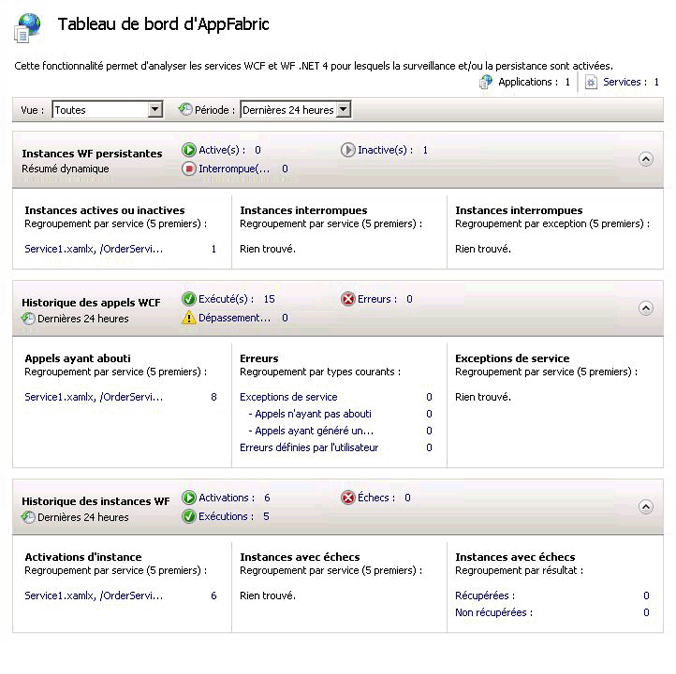 Tableau de bord d'AppFabric
Cette fonctionnalité permet d'analyser les services WCF et WF .NET 4 pour lesquels la surveillance et/ou la persistance sont activées.
Applications : 1 Services : 1
Vue : Toutes Période : Dernières 24 heures
Instances WF persistantes
Résumé dynamique
Active(s) : 0 Inactive(s) : 1
Interrompue(... 0
Instances actives ou inactives
Regroupement par service (5 premiers) :
Service1.xamlx, /OrderServi... 1
Instances interrompues
Regroupement par service (5 premiers) :
Rien trouvé.
Instances interrompues
Regroupement par exception (5 premiers) :
Rien trouvé.
Historique des appels WCF
Dernières 24 heures
Exécuté(s) : 15 Erreurs : 0
Dépassement... 0
Appels ayant abouti
Regroupement par service (5 premiers) :
Service1.xamlx, /OrderServi... 8
Erreurs
Regroupement par types courants :
Exceptions de service 0
- Appels n'ayant pas abouti 0
- Appels ayant généré un... 0
Erreurs définies par l'utilisateur 0
Exceptions de service
Regroupement par service (5 premiers) :
Rien trouvé.
Historique des instances WF
Dernières 24 heures
Activations : 6 Échecs : 0
Exécutions : 5
Activations d'instance
Regroupement par service (5 premiers) :
Service1.xamlx, /OrderServi... 6
Instances avec échecs
Regroupement par service (5 premiers) :
Rien trouvé.
Instances avec échecs
Regroupement par résultat :
Récupérées : 0
Non récupérées : 0